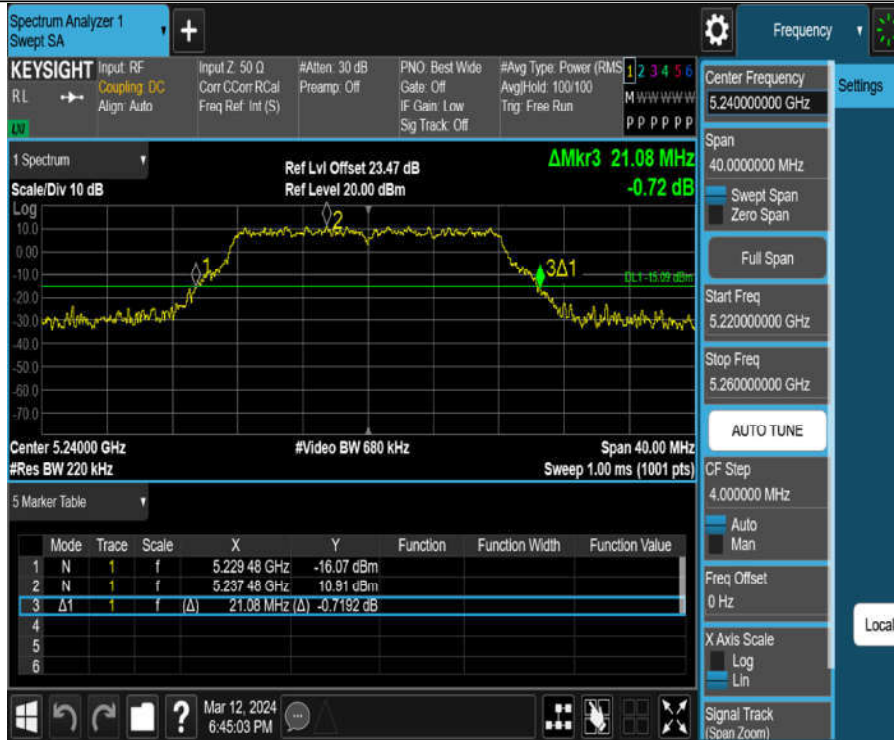 Spectrum Analyzer 1
Swept SA
+
Frequency
KEYSIGHT
RL
LXI
Input: RF
Coupling: DC
Align: Auto
Input Z: 50 Ω
Corr CCorr RCal
Freq Ref: Int (S)
#Atten: 30 dB
Preamp: Off
PNO: Best Wide
Gate: Off
IF Gain: Low
Sig Track: Off
#Avg Type: Power (RMS
Avg|Hold: 100/100
Trig: Free Run
1 2 3 4 5 6
M W W W W W
P P P P P P
1 Spectrum
Scale/Div 10 dB
Ref Lvl Offset 23.47 dB
Ref Level 20.00 dBm
ΔMkr3 21.08 MHz
-0.72 dB
Log
10.0
0.00
-10.0
-20.0
-30.0
-40.0
-50.0
-60.0
-70.0
1
2
3Δ1
DL1 -15.09 dBm
Center 5.24000 GHz
#Res BW 220 kHz
#Video BW 680 kHz
Span 40.00 MHz
Sweep 1.00 ms (1001 pts)
5 Marker Table
Mode Trace Scale X Y Function Function Width Function Value
1 N 1 f 5.229 48 GHz -16.07 dBm
2 N 1 f 5.237 48 GHz 10.91 dBm
3 Δ1 1 f (Δ) 21.08 MHz (Δ) -0.7192 dB
4
5
6
?
Mar 12, 2024
6:45:03 PM
Center Frequency
5.240000000 GHz
Span
40.0000000 MHz
Swept Span
Zero Span
Full Span
Start Freq
5.220000000 GHz
Stop Freq
5.260000000 GHz
AUTO TUNE
CF Step
4.000000 MHz
Auto
Man
Freq Offset
0 Hz
X Axis Scale
Log
Lin
Signal Track
(Span Zoom)
Settings
Local